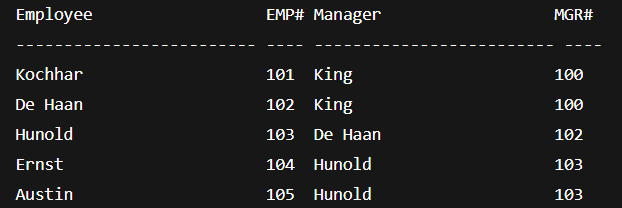 Employee                  EMP# Manager                   MGR#
------------------------- ---- ------------------------- ----
Kochhar                   101  King                      100
De Haan                   102  King                      100
Hunold                    103  De Haan                   102
Ernst                     104  Hunold                    103
Austin                    105  Hunold                    103